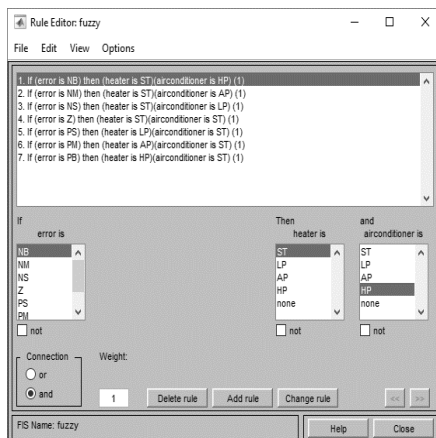 Rule Editor: fuzzy
File Edit View Options
1. If (error is NB) then (heater is ST)(airconditioner is HP) (1)
2. If (error is NM) then (heater is ST)(airconditioner is AP) (1)
3. If (error is NS) then (heater is ST)(airconditioner is LP) (1)
4. If (error is Z) then (heater is ST)(airconditioner is ST) (1)
5. If (error is PS) then (heater is LP)(airconditioner is ST) (1)
6. If (error is PM) then (heater is AP)(airconditioner is ST) (1)
7. If (error is PB) then (heater is HP)(airconditioner is ST) (1)
If
error is
NB
NM
NS
Z
PS
PM
not
Then
heater is
ST
LP
AP
HP
none
not
and
airconditioner is
ST
LP
AP
HP
none
not
Connection
or
and
Weight:
1
Delete rule
Add rule
Change rule
<<
>>
FIS Name: fuzzy
Help
Close